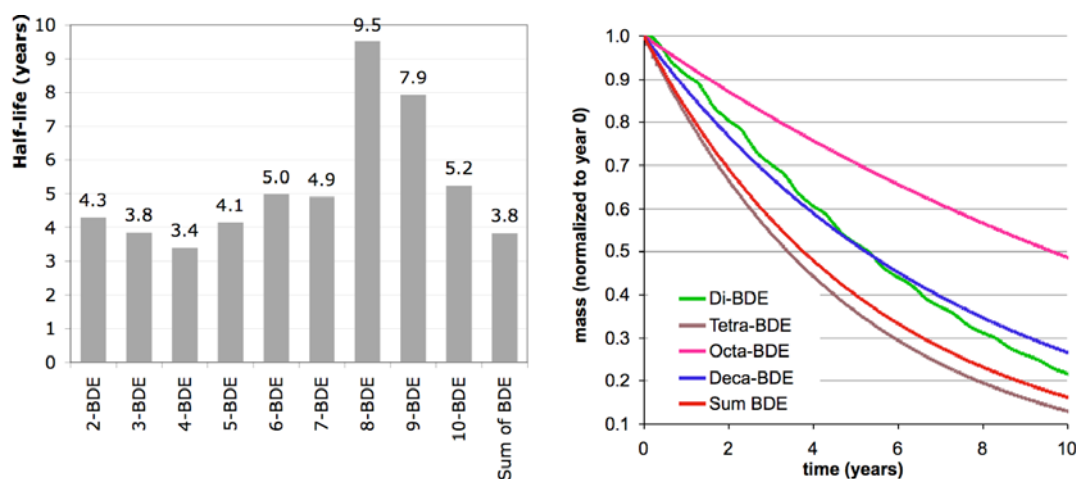 Half-life (years)
10
9
8
7
6
5
4
3
2
1
0
4.3
3.8
3.4
4.1
5.0
4.9
9.5
7.9
5.2
3.8
2-BDE
3-BDE
4-BDE
5-BDE
6-BDE
7-BDE
8-BDE
9-BDE
10-BDE
Sum of BDE
mass (normalized to year 0)
1.0
0.9
0.8
0.7
0.6
0.5
0.4
0.3
0.2
0.1
Di-BDE
Tetra-BDE
Octa-BDE
Deca-BDE
Sum BDE
0
2
4
6
8
10
time (years)